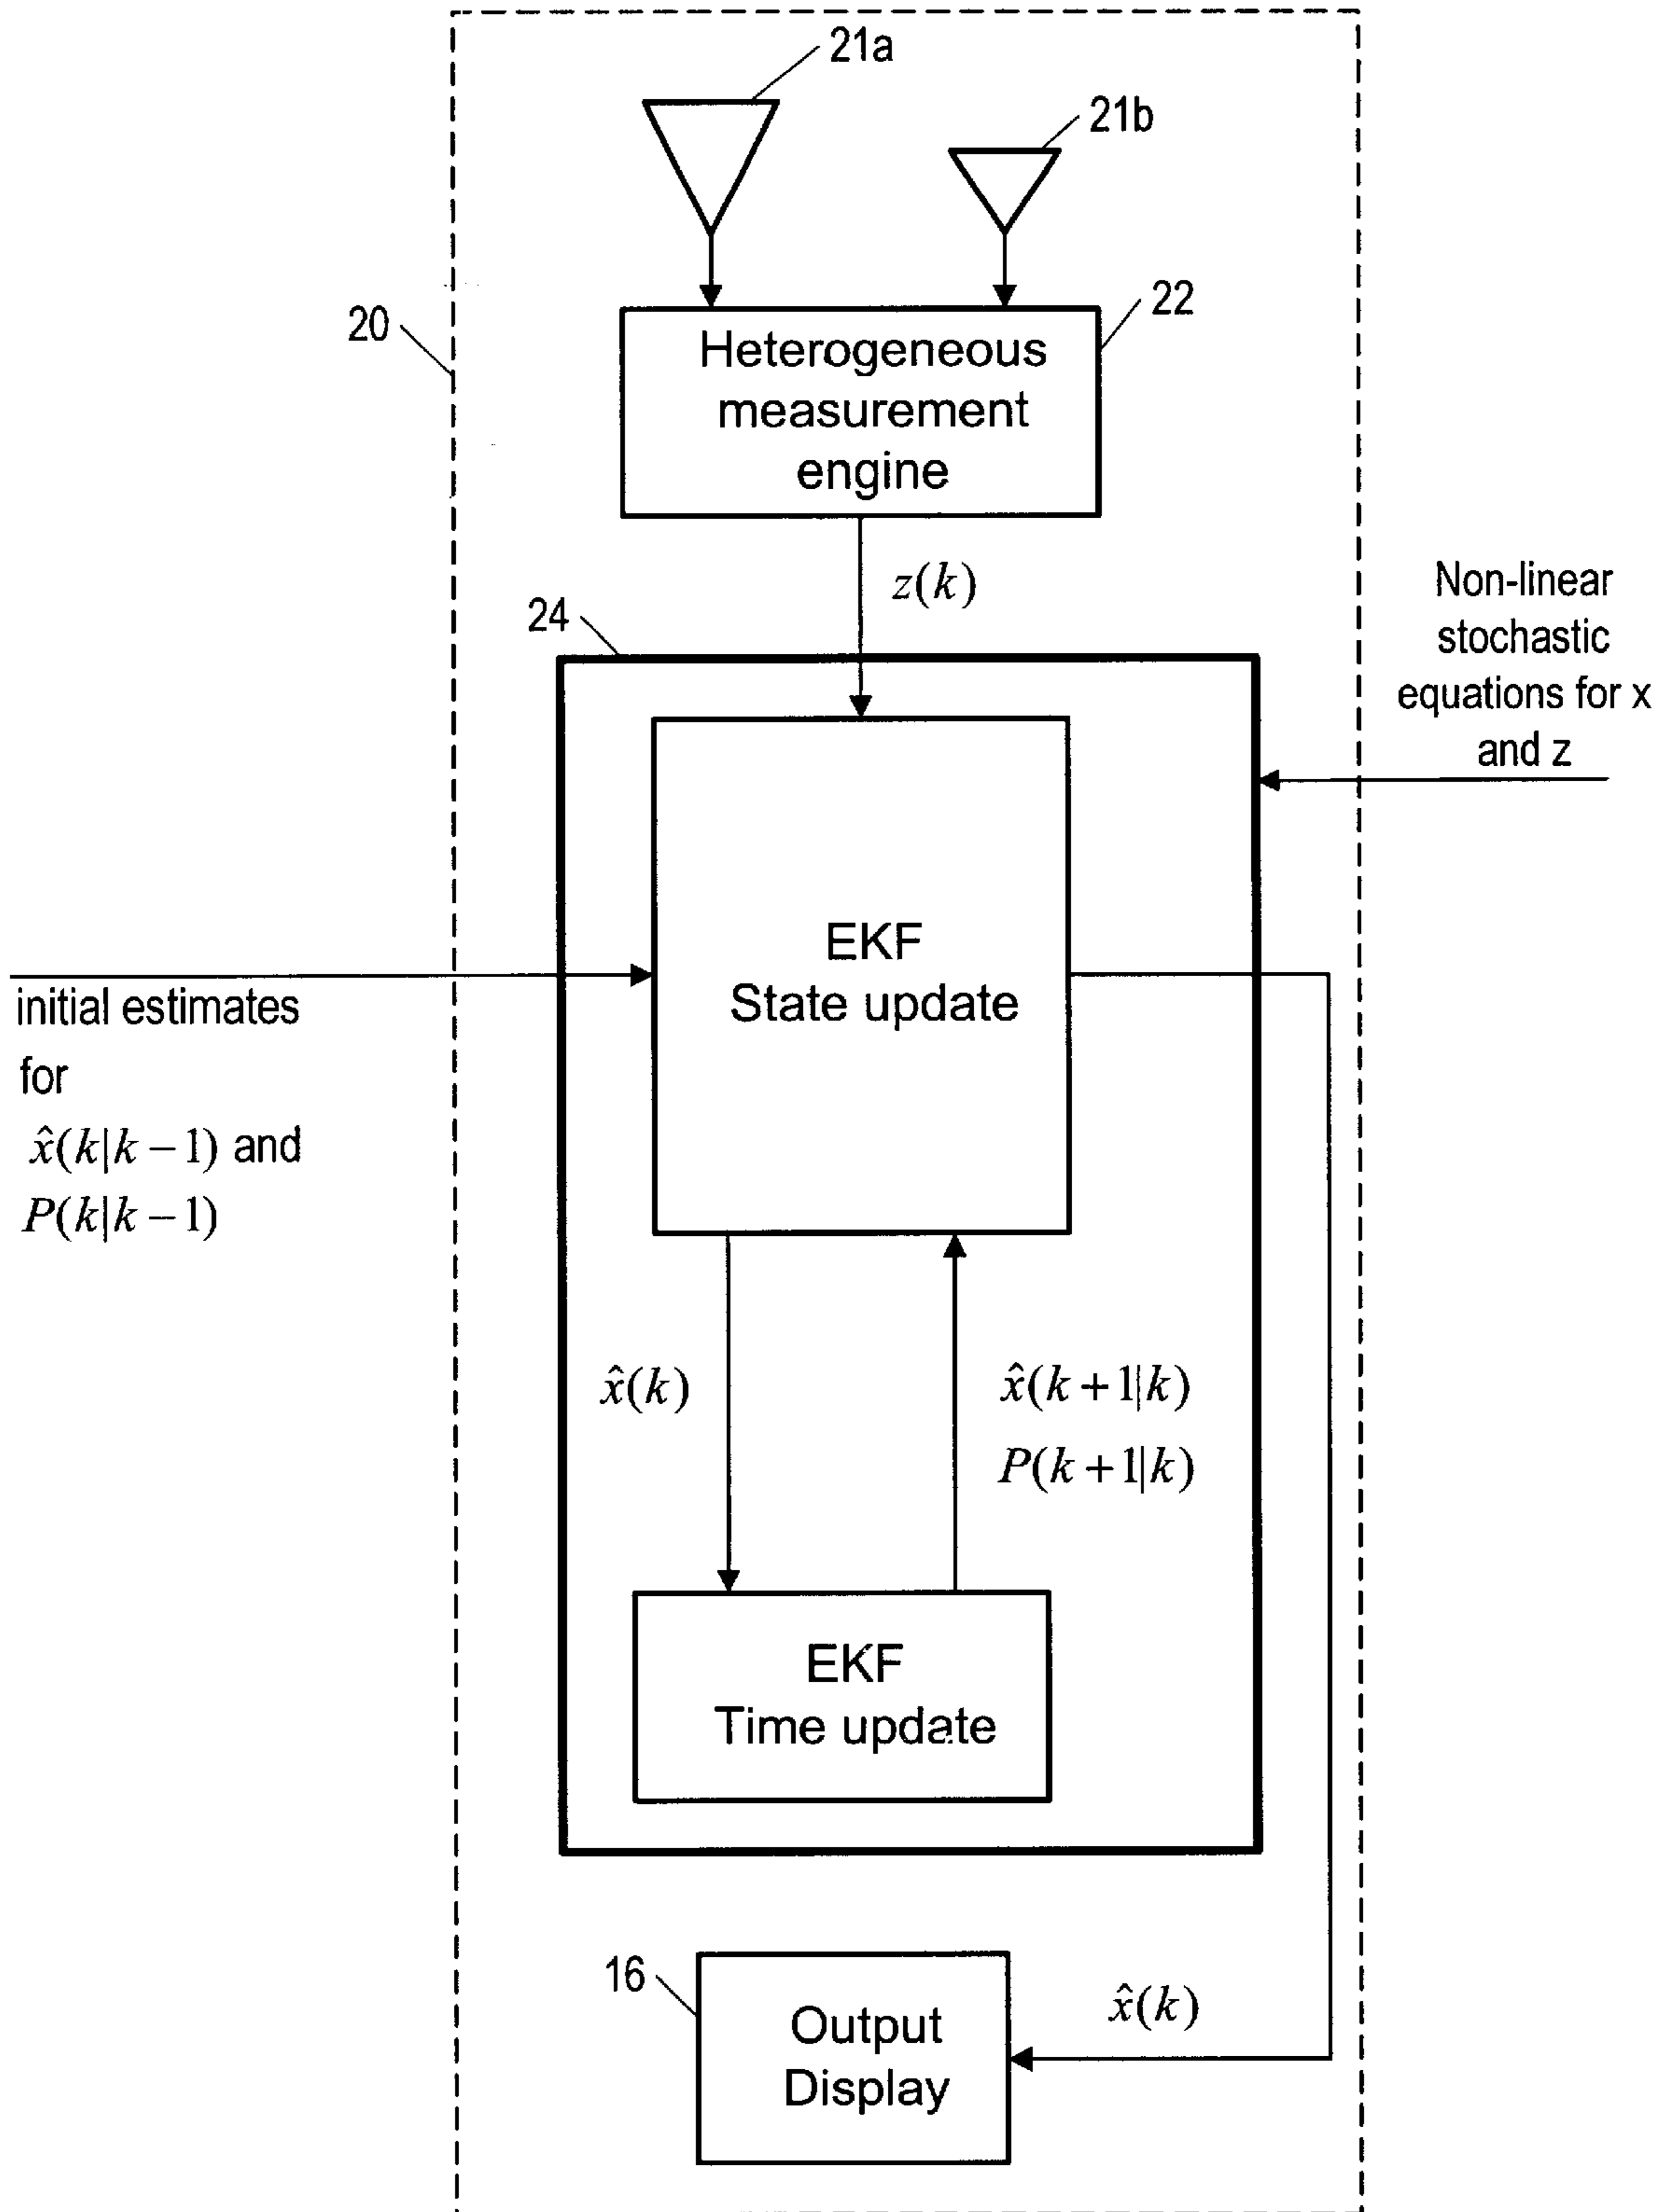 21a
21b
20
22
Heterogeneous
measurement
engine
z(k)
24
Non-linear
stochastic
equations for x
and z
EKF
State update
initial estimates
for
x̂(k|k−1) and
P(k|k−1)
x̂(k)
x̂(k+1|k)
P(k+1|k)
EKF
Time update
16
Output
Display
x̂(k)